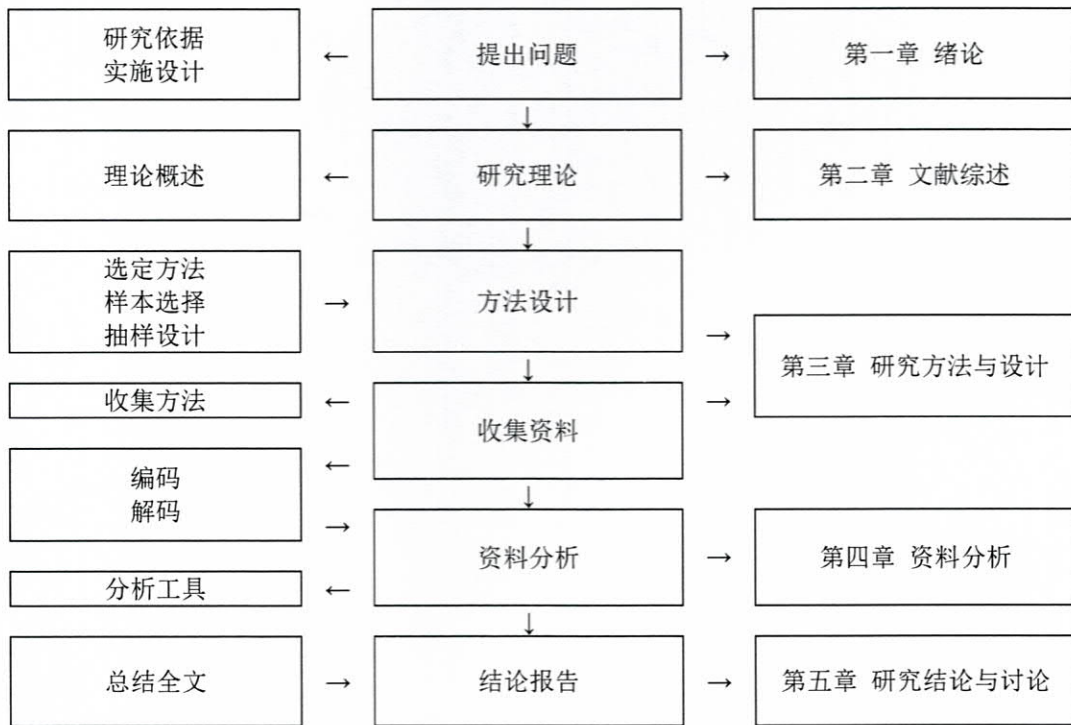 研究依据
实施设计
← 提出问题 → 第一章 绪论
↓
理论概述 ← 研究理论 → 第二章 文献综述
↓
选定方法
样本选择
抽样设计
→ 方法设计 →
第三章 研究方法与设计
↓
收集方法 ← 收集资料 →
编码
解码
←
→
↓
资料分析 → 第四章 资料分析
分析工具 ←
↓
总结全文 → 结论报告 → 第五章 研究结论与讨论